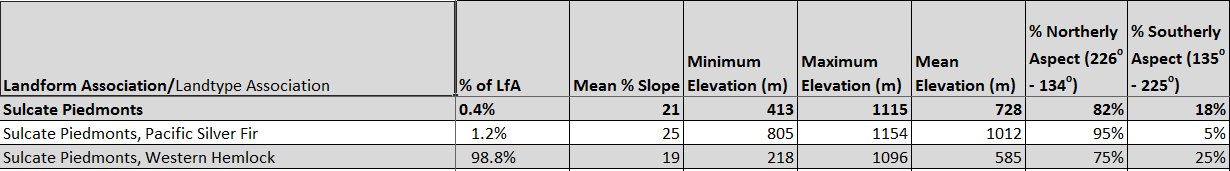 Landform Association/Landtype Association % of LfA Mean % Slope Minimum Elevation (m) Maximum Elevation (m) Mean Elevation (m) % Northerly Aspect (226° - 134°) % Southerly Aspect (135° - 225°)
Sulcate Piedmonts 0.4% 21 413 1115 728 82% 18%
Sulcate Piedmonts, Pacific Silver Fir 1.2% 25 805 1154 1012 95% 5%
Sulcate Piedmonts, Western Hemlock 98.8% 19 218 1096 585 75% 25%